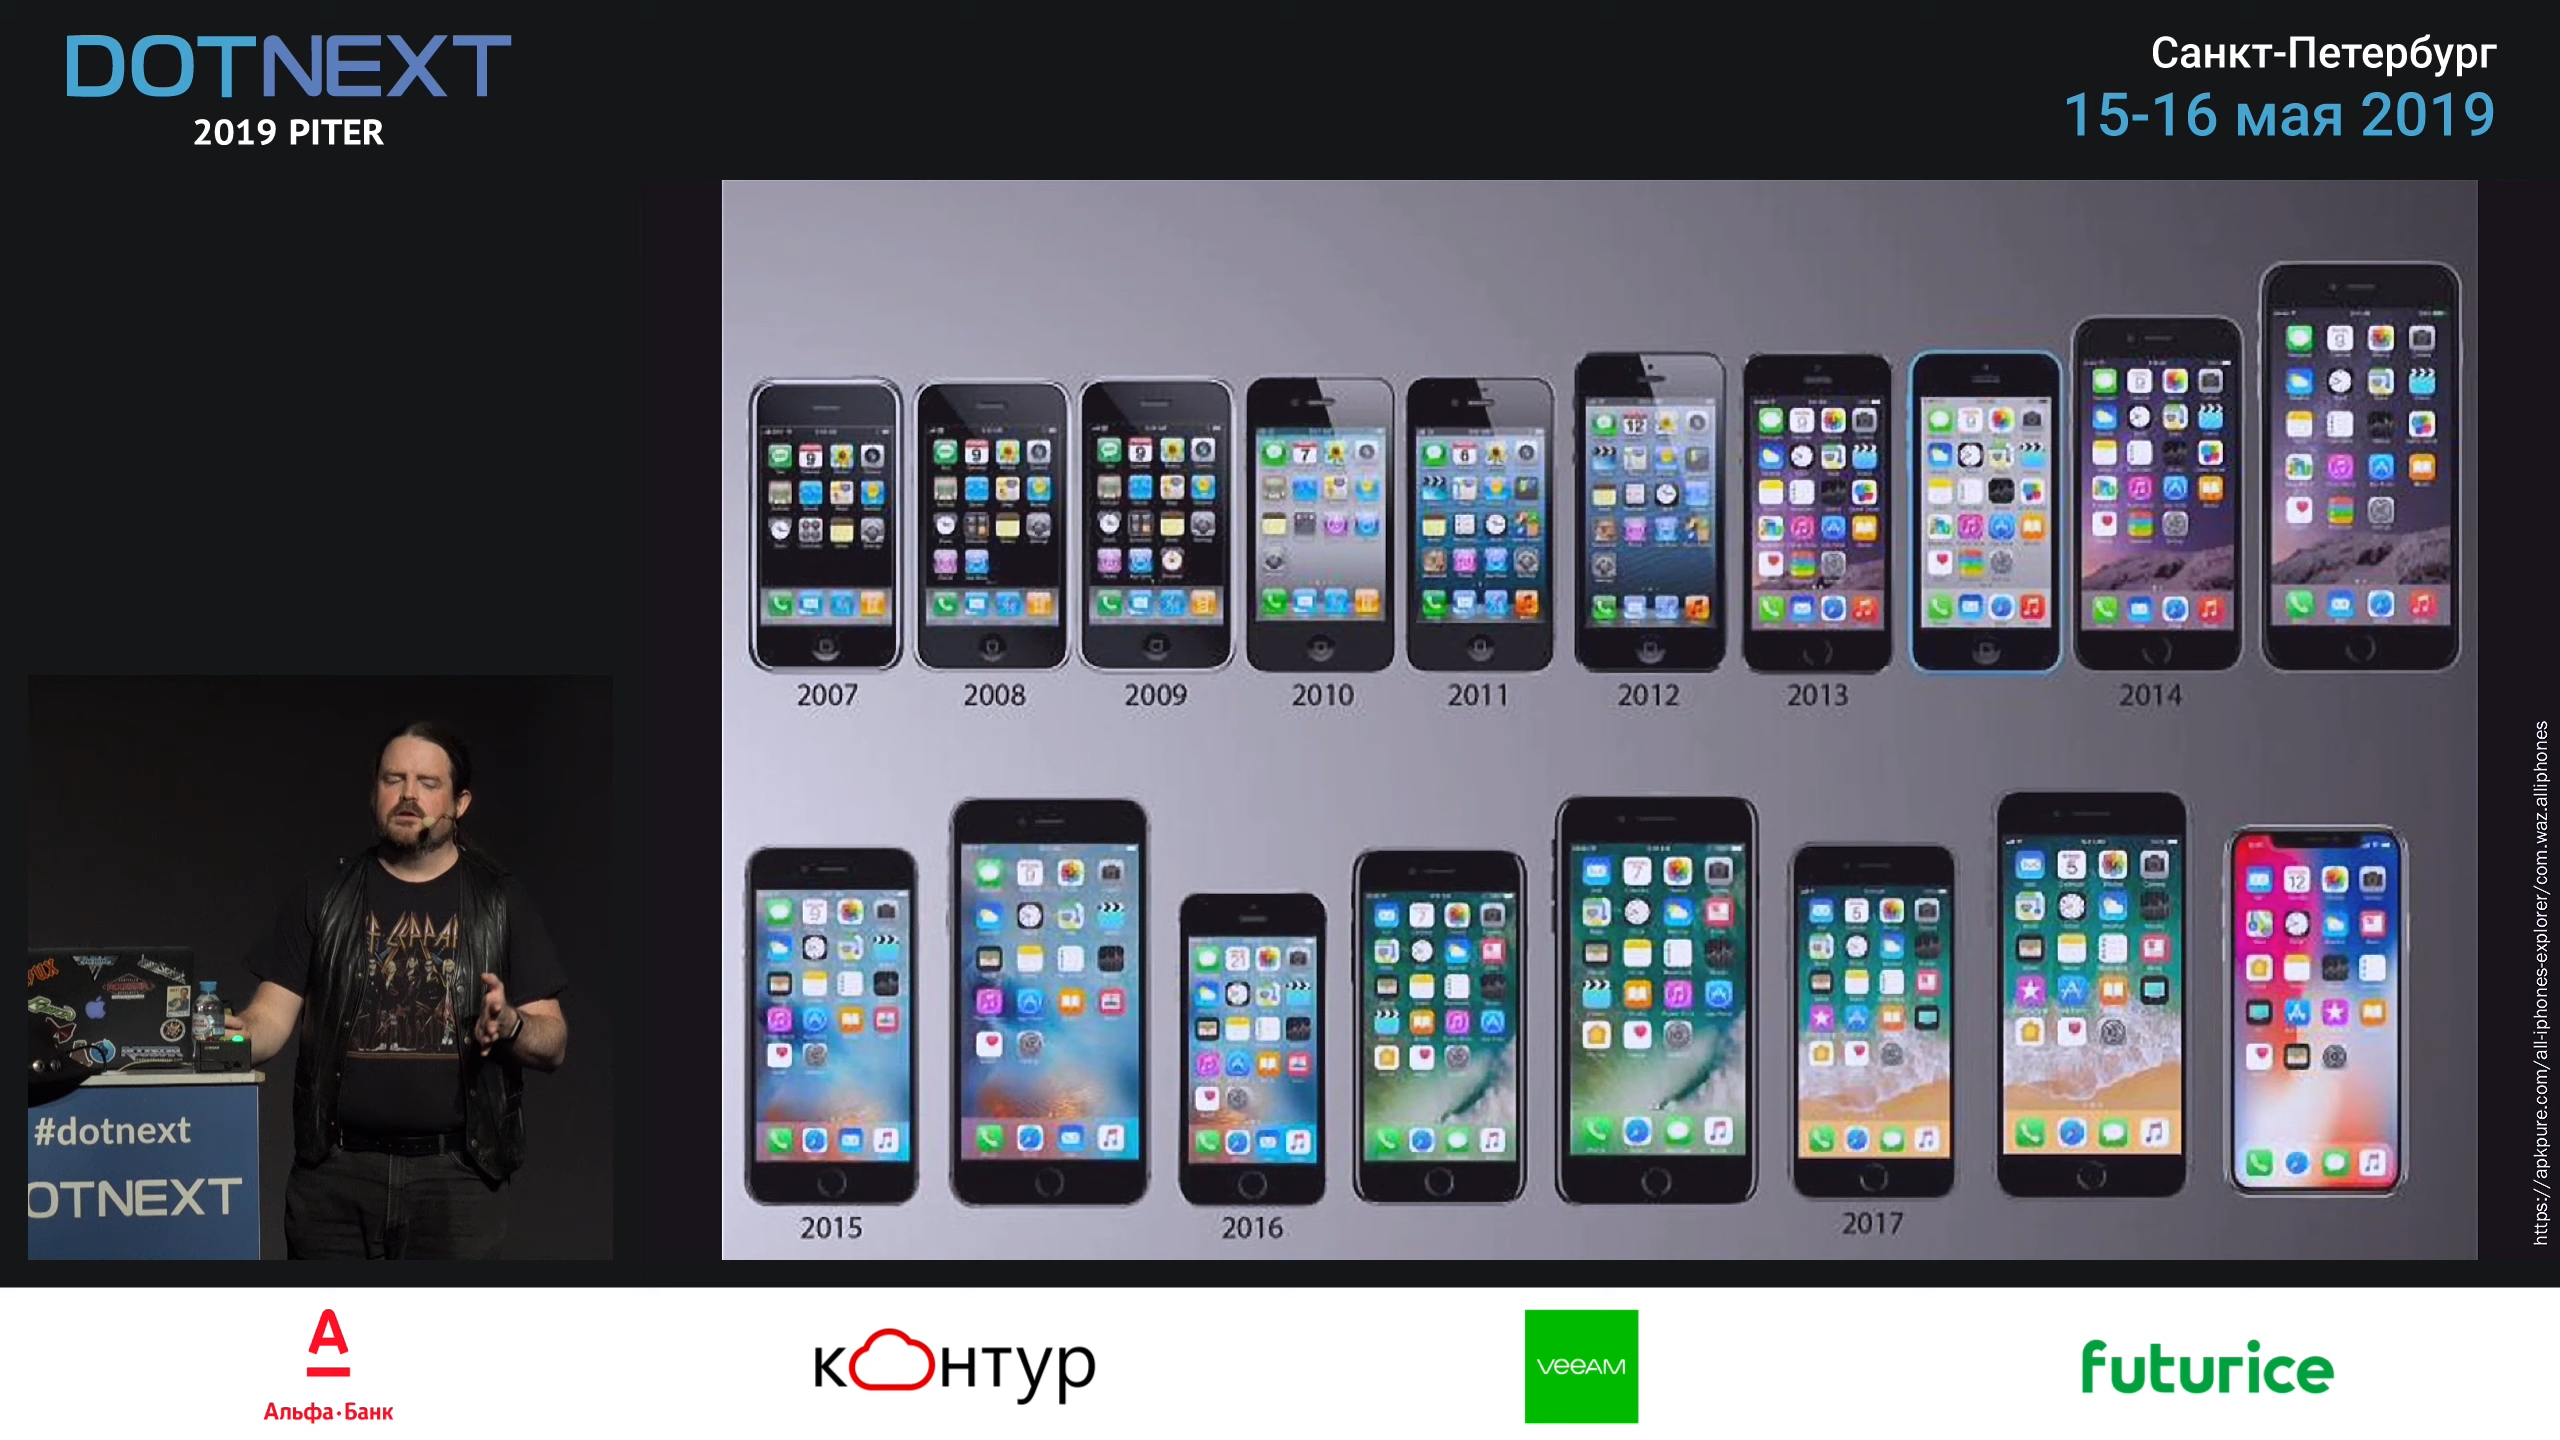 DOTNEXT
2019 PITER
Санкт-Петербург
15-16 мая 2019
2007
2008
2009
2010
2011
2012
2013
2014
2015
2016
2017
https://apkpure.com/all-iphones-explorer/com.waz.alliphones
#dotnext
OTNEXT
Альфа·Банк
контур
veeAM
futurice